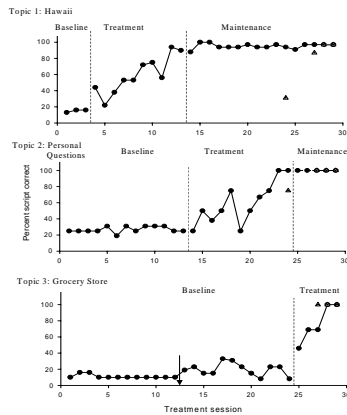 Topic 1: Hawaii
Baseline Treatment Maintenance
100
80
60
40
20
0
0 5 10 15 20 25 30
Topic 2: Personal
Questions Baseline Treatment Maintenance
Percent script correct
100
80
60
40
20
0
0 5 10 15 20 25 30
Topic 3: Grocery Store
Baseline Treatment
100
80
60
40
20
0
0 5 10 15 20 25 30
Treatment session